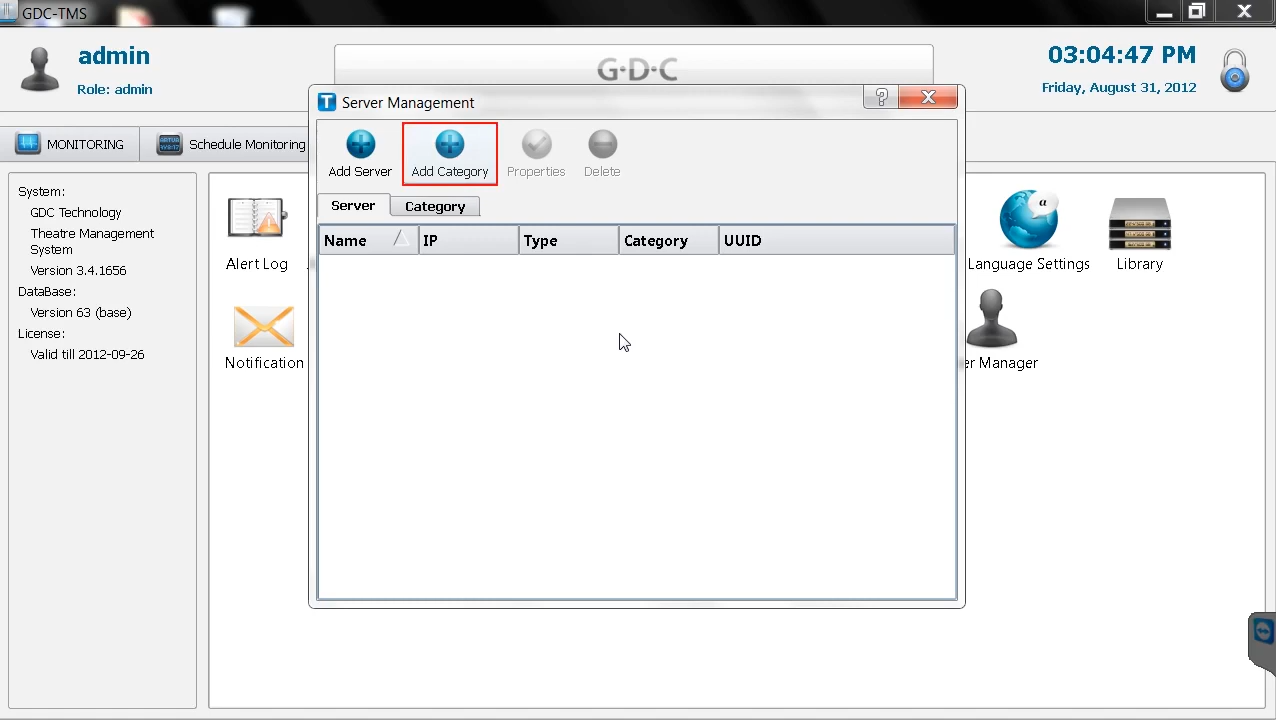 GDC-TMS
admin
Role: admin
G·D·C
03:04:47 PM
Friday, August 31, 2012
Server Management
?
MONITORING
Schedule Monitoring
Add Server
Add Category
Properties
Delete
Server
Category
Name
IP
Type
Category
UUID
System:
GDC Technology
Theatre Management
System
Version 3.4.1656
DataBase:
Version 63 (base)
License:
Valid till 2012-09-26
Alert Log
Language Settings
Library
Notification
er Manager